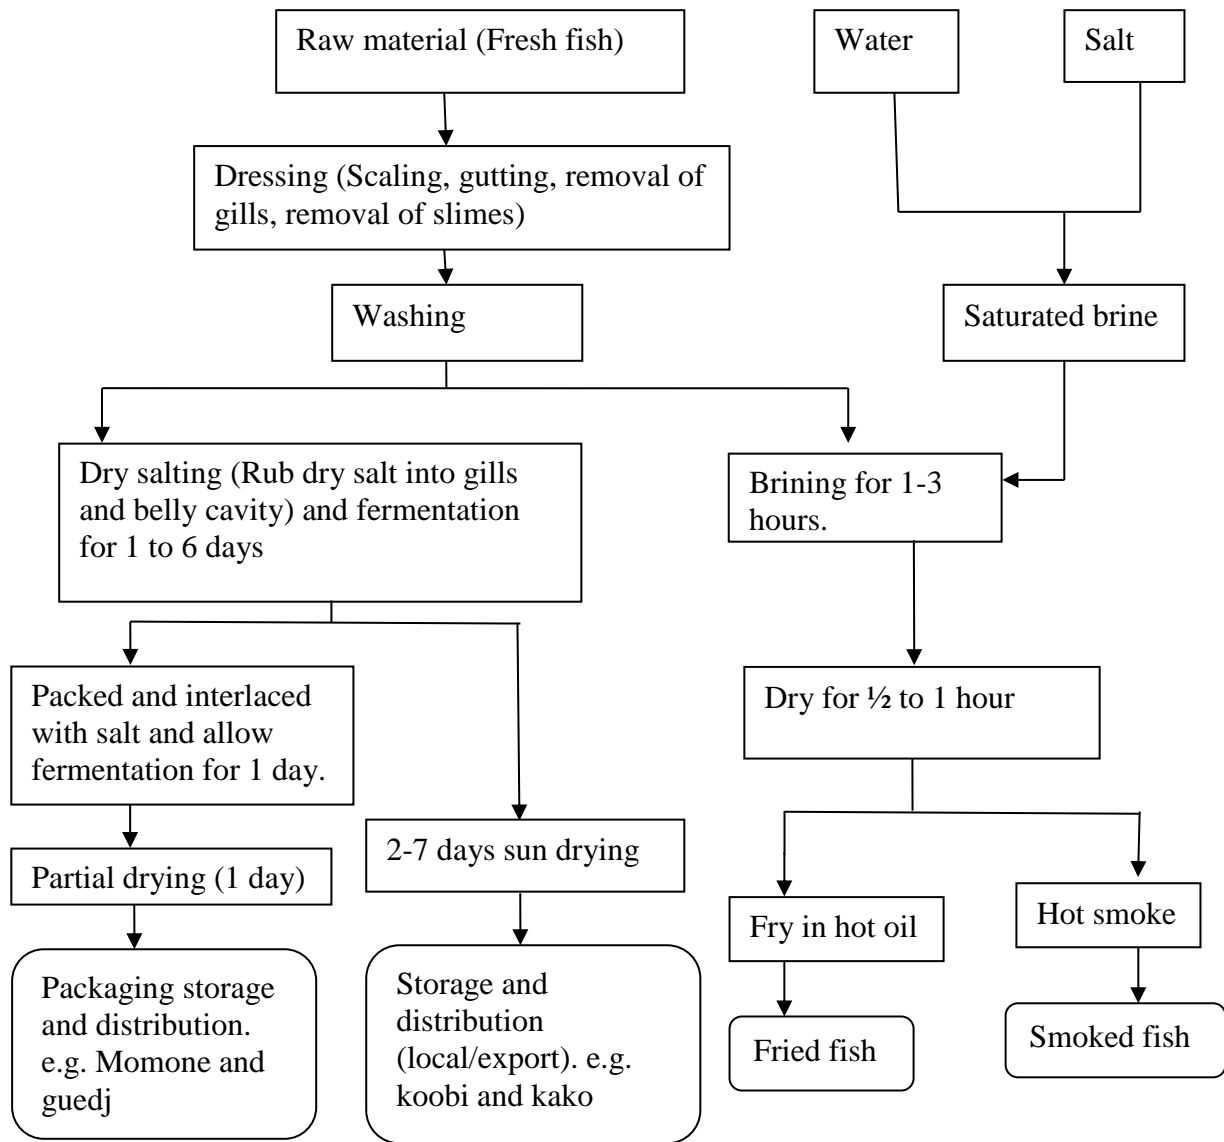 Raw material (Fresh fish)
Water
Salt
Dressing (Scaling, gutting, removal of
gills, removal of slimes)
Washing
Saturated brine
Dry salting (Rub dry salt into gills
and belly cavity) and fermentation
for 1 to 6 days
Brining for 1-3
hours.
Packed and interlaced
with salt and allow
fermentation for 1 day.
Dry for ½ to 1 hour
Partial drying (1 day)
2-7 days sun drying
Fry in hot oil
Hot smoke
Packaging storage
and distribution.
e.g. Momone and
guedj
Storage and
distribution
(local/export). e.g.
koobi and kako
Fried fish
Smoked fish